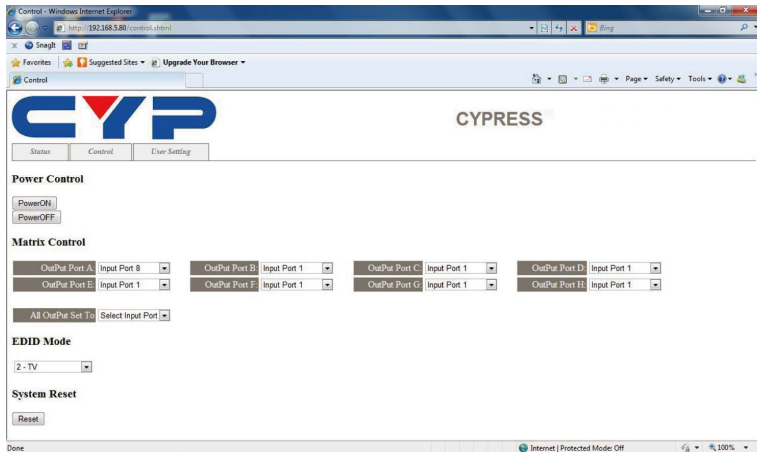 Control - Windows Internet Explorer
http://192.168.5.80/control.shtml
Bing
x SnagIt
Favorites Suggested Sites Upgrade Your Browser
Control
Page Safety Tools
CYP
CYPRESS
Status Control User Setting
Power Control
PowerON
PowerOFF
Matrix Control
OutPut Port A: Input Port 8 OutPut Port B: Input Port 1 OutPut Port C: Input Port 1 OutPut Port D: Input Port 1
OutPut Port E: Input Port 1 OutPut Port F: Input Port 1 OutPut Port G: Input Port 1 OutPut Port H: Input Port 1
All OutPut Set To Select Input Port
EDID Mode
2 - TV
System Reset
Reset
Done Internet | Protected Mode: Off 100%